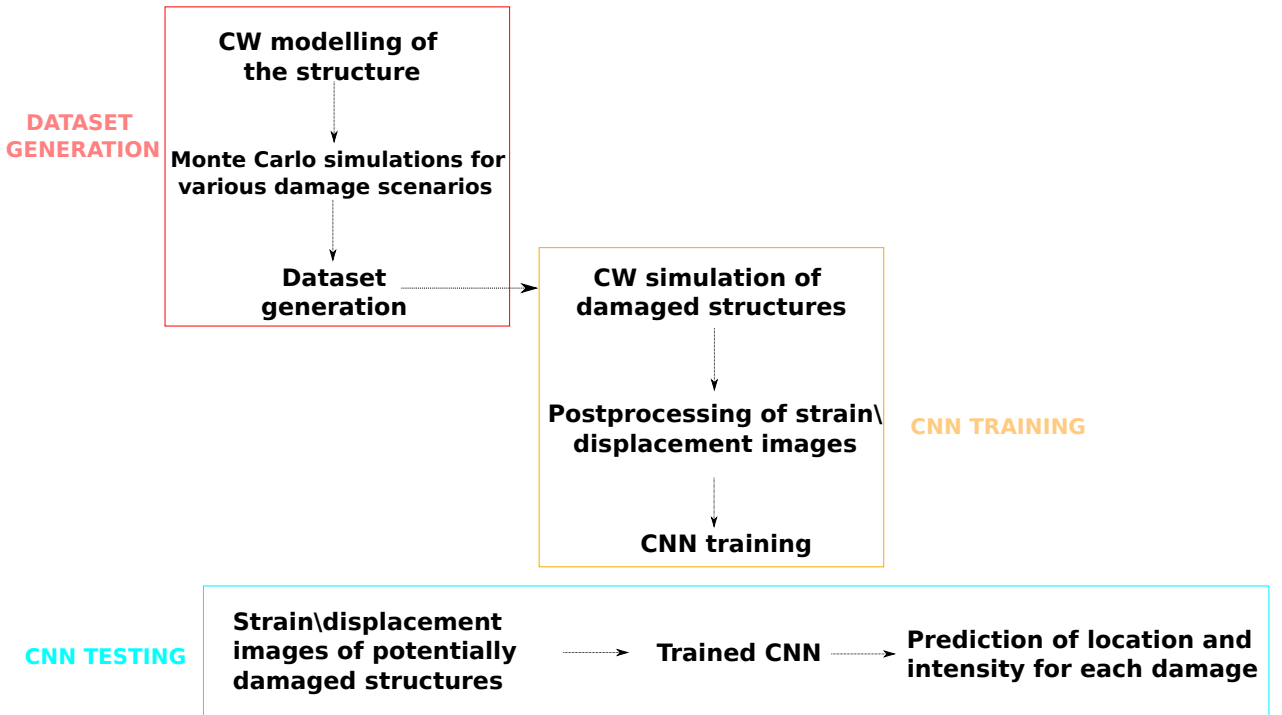 CW modelling of
the structure
DATASET
GENERATION
Monte Carlo simulations for
various damage scenarios
Dataset
generation
CW simulation of
damaged structures
Postprocessing of strain\
displacement images
CNN TRAINING
CNN training
CNN TESTING
Strain\displacement
images of potentially
damaged structures
Trained CNN
Prediction of location and
intensity for each damage